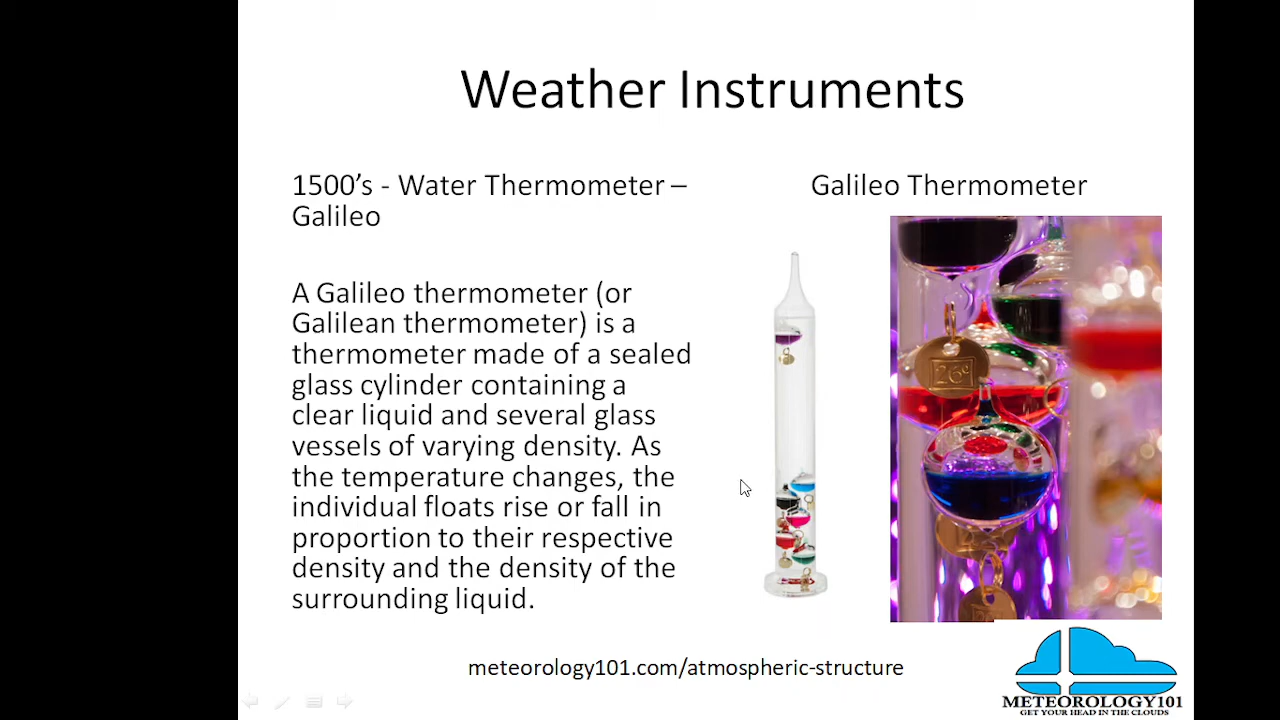 Weather Instruments
1500’s - Water Thermometer –
Galileo
A Galileo thermometer (or
Galilean thermometer) is a
thermometer made of a sealed
glass cylinder containing a
clear liquid and several glass
vessels of varying density. As
the temperature changes, the
individual floats rise or fall in
proportion to their respective
density and the density of the
surrounding liquid.
Galileo Thermometer
26°
meteorology101.com/atmospheric-structure
METEOROLOGY101
GET YOUR HEAD IN THE CLOUDS